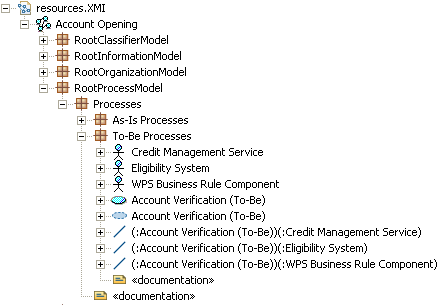 resources.XMI
Account Opening
RootClassifierModel
RootInformationModel
RootOrganizationModel
RootProcessModel
Processes
As-Is Processes
To-Be Processes
Credit Management Service
Eligibility System
WPS Business Rule Component
Account Verification (To-Be)
Account Verification (To-Be)
(:Account Verification (To-Be))(:Credit Management Service)
(:Account Verification (To-Be))(:Eligibility System)
(:Account Verification (To-Be))(:WPS Business Rule Component)
«documentation»
«documentation»